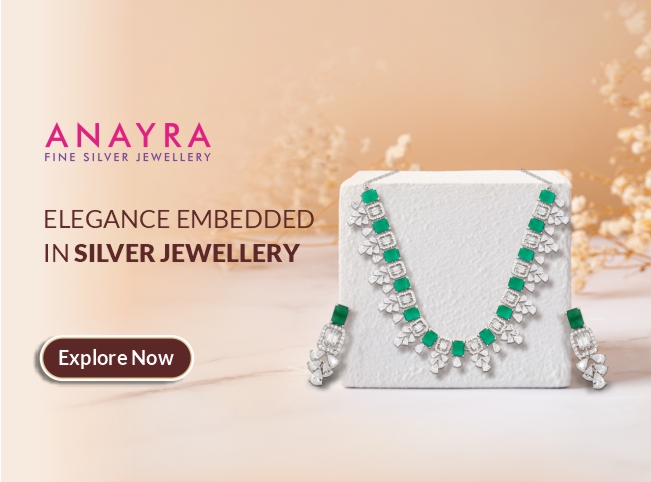 ANAYRA
FINE SILVER JEWELLERY
ELEGANCE EMBEDDED
IN SILVER JEWELLERY
Explore Now